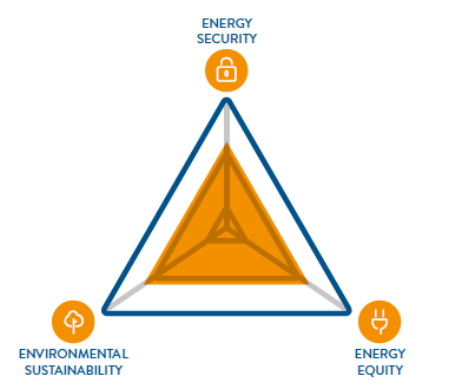 ENERGY
SECURITY
ENVIRONMENTAL
SUSTAINABILITY
ENERGY
EQUITY